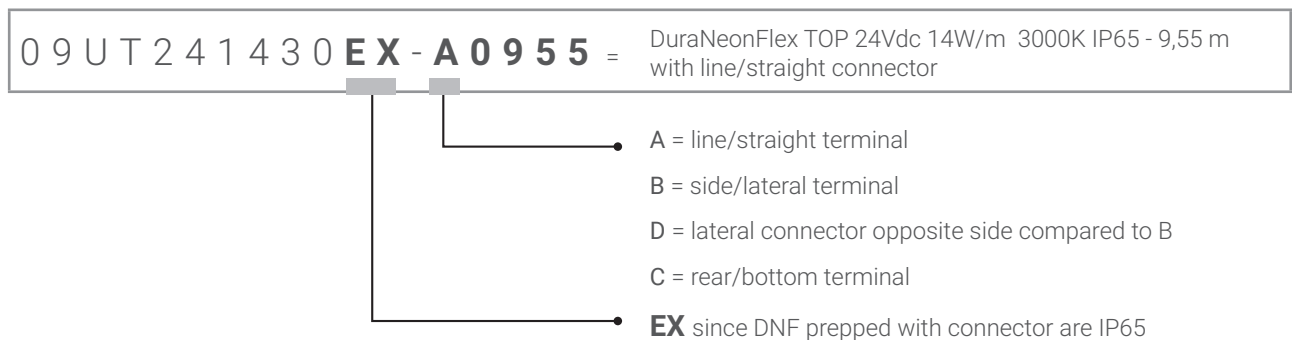 09UT241430EX-A0955 =
DuraNeonFlex TOP 24Vdc 14W/m 3000K IP65 - 9,55 m
with line/straight connector
A = line/straight terminal
B = side/lateral terminal
D = lateral connector opposite side compared to B
C = rear/bottom terminal
EX since DNF prepped with connector are IP65